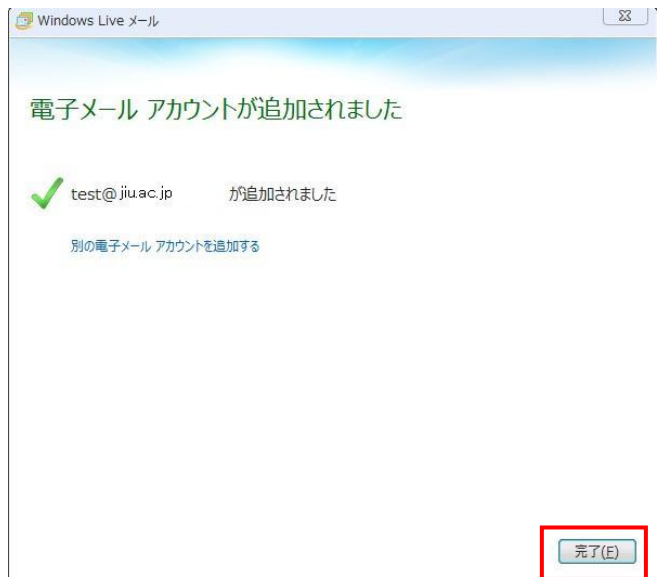 Windows Live メール
電子メール アカウントが追加されました
test@jiu.ac.jp が追加されました
別の電子メール アカウントを追加する
完了(F)